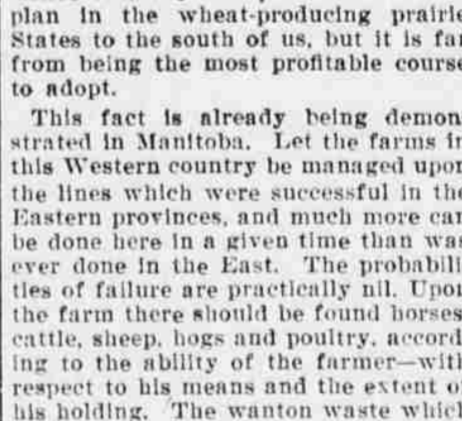 plan in the wheat-producing prairie
States to the south of us, but it is far
from being the most profitable course
to adopt.
This fact is already being demon
strated in Manitoba. Let the farms in
this Western country be managed upon
the lines which were successful in the
Eastern provinces, and much more can
be done here in a given time than was
ever done in the East. The probabili
ties of failure are practically nil. Upon
the farm there should be found horses
cattle, sheep, hogs and poultry, accord
ing to the ability of the farmer—with
respect to his means and the extent of
his holding. The wanton waste which